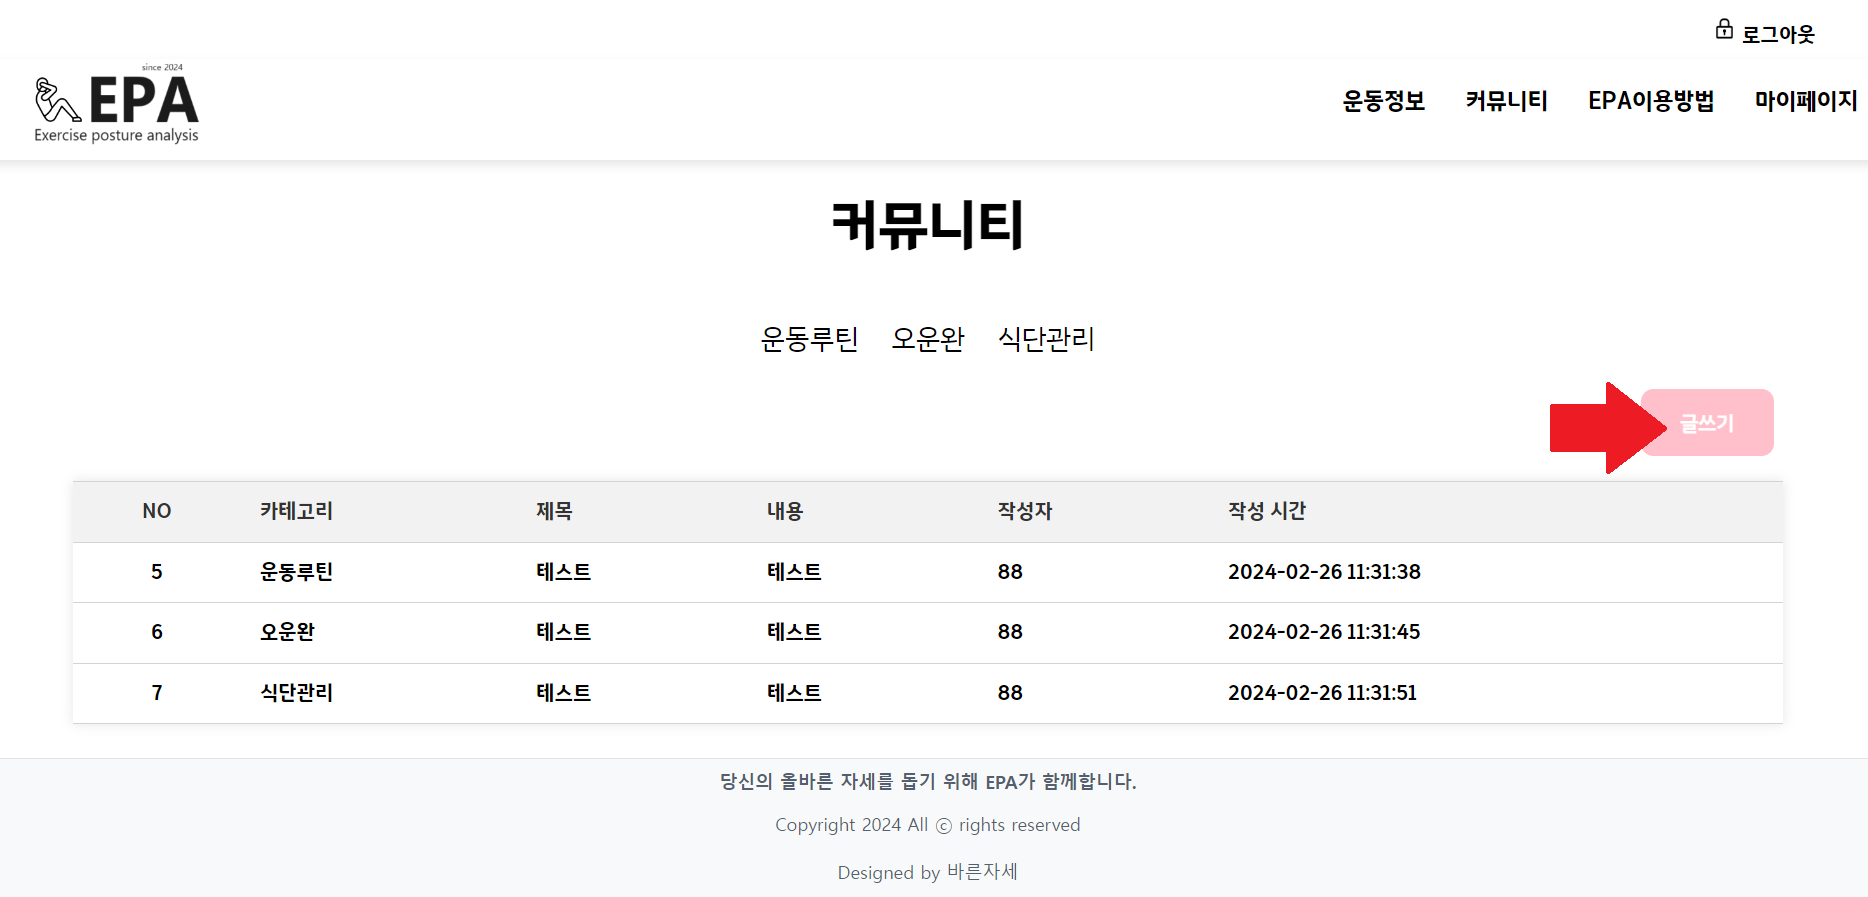 로그아웃
since 2024
EPA
Exercise posture analysis
운동정보 커뮤니티 EPA이용방법 마이페이지
커뮤니티
운동루틴 오운완 식단관리
글쓰기
NO 카테고리 제목 내용 작성자 작성 시간
5 운동루틴 테스트 테스트 88 2024-02-26 11:31:38
6 오운완 테스트 테스트 88 2024-02-26 11:31:45
7 식단관리 테스트 테스트 88 2024-02-26 11:31:51
당신의 올바른 자세를 돕기 위해 EPA가 함께합니다.
Copyright 2024 All ⓒ rights reserved
Designed by 바른자세